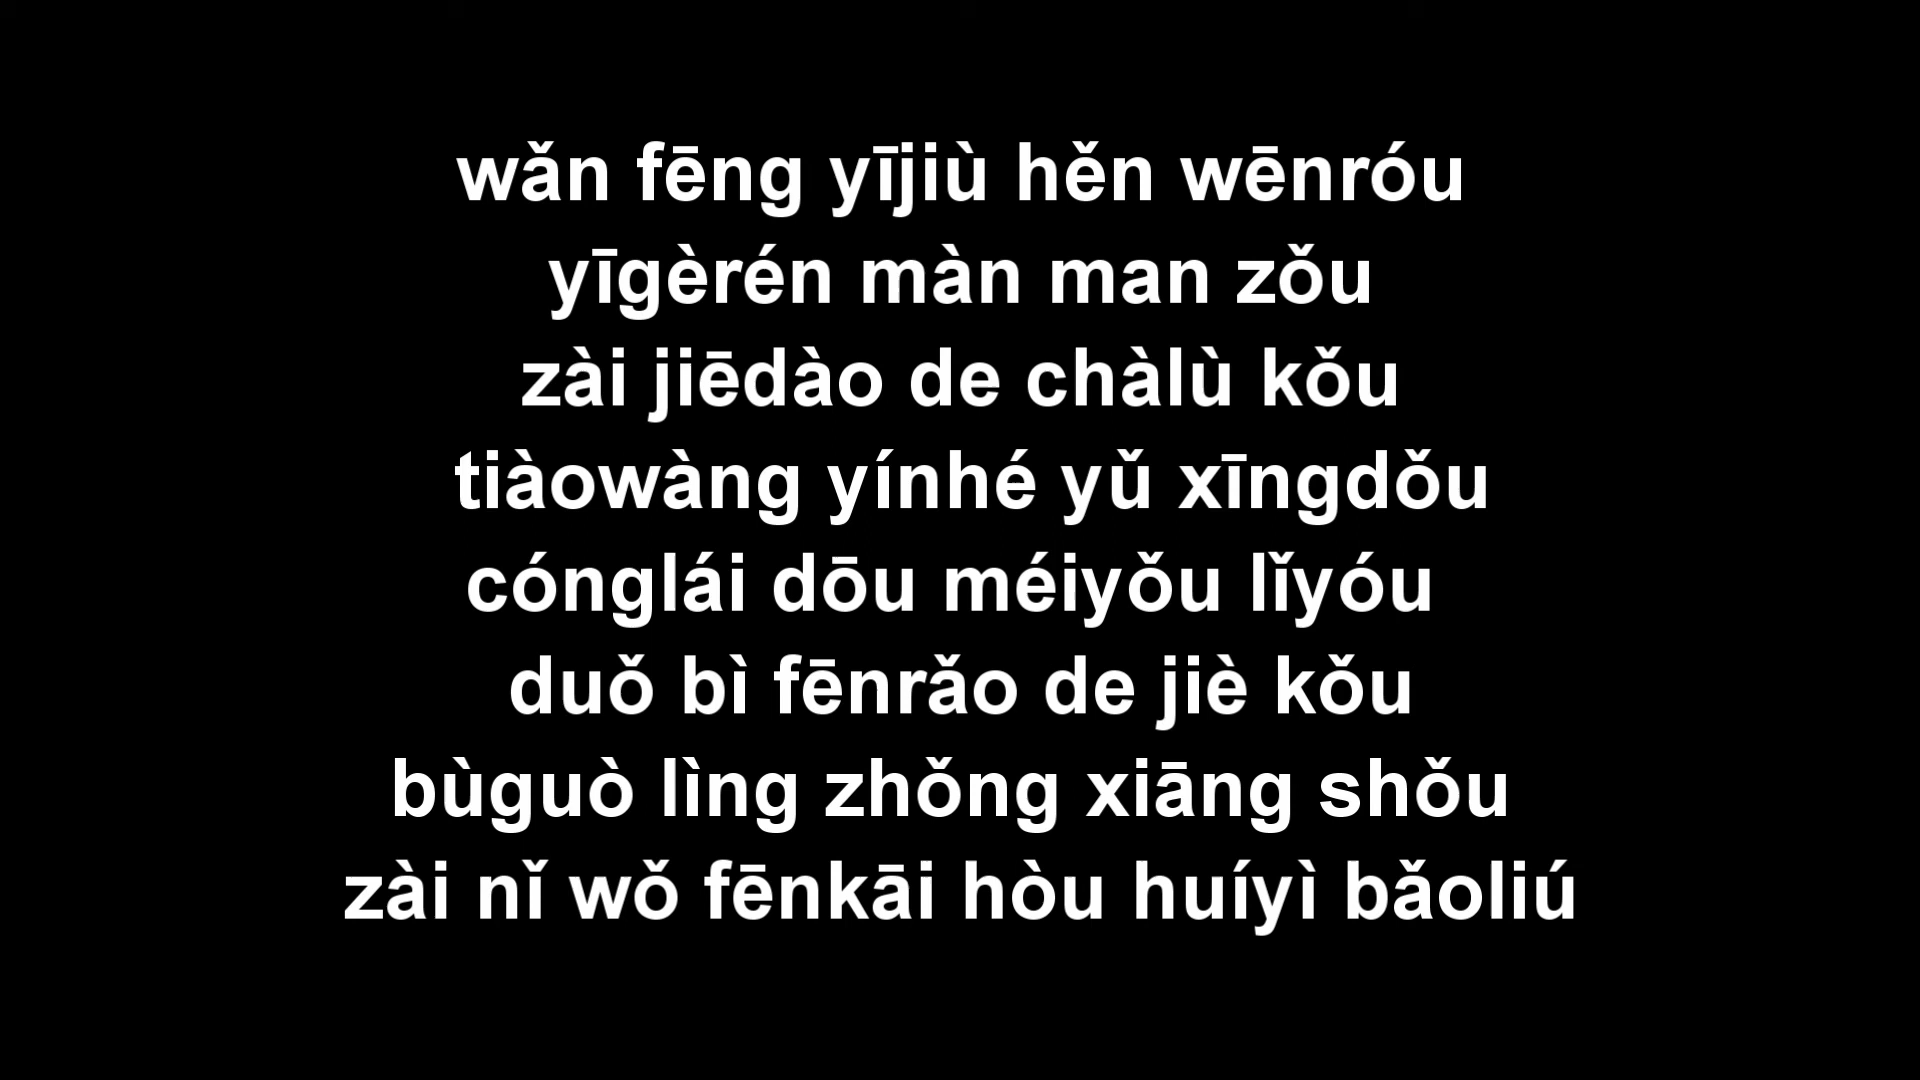 wǎn fēng yījiù hěn wēnróu
yīgèrén màn man zǒu
zài jiēdào de chàlù kǒu
tiàowàng yínhé yǔ xīngdǒu
cónglái dōu méiyǒu lǐyóu
duǒ bì fēnrǎo de jiè kǒu
bùguò lìng zhǒng xiāng shǒu
zài nǐ wǒ fēnkāi hòu huíyì bǎoliú